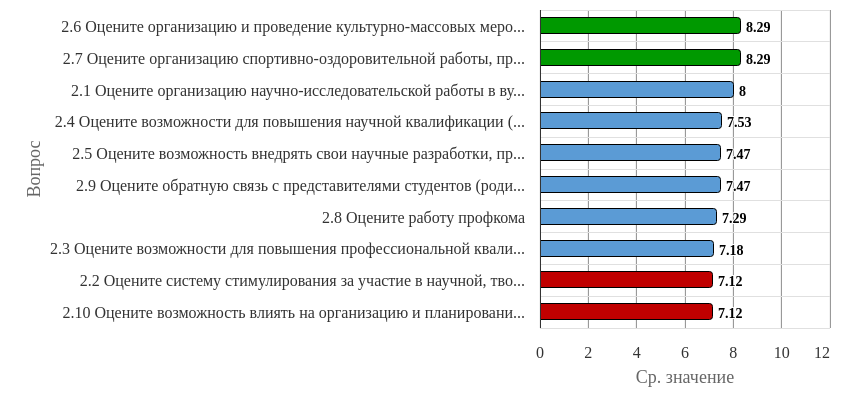 2.6 Оцените организацию и проведение культурно-массовых меро... 8.29
2.7 Оцените организацию спортивно-оздоровительной работы, пр... 8.29
2.1 Оцените организацию научно-исследовательской работы в ву... 8
2.4 Оцените возможности для повышения научной квалификации (... 7.53
2.5 Оцените возможность внедрять свои научные разработки, пр... 7.47
2.9 Оцените обратную связь с представителями студентов (роди... 7.47
2.8 Оцените работу профкома 7.29
2.3 Оцените возможности для повышения профессиональной квали... 7.18
2.2 Оцените систему стимулирования за участие в научной, тво... 7.12
2.10 Оцените возможность влиять на организацию и планировани... 7.12
Вопрос
0 2 4 6 8 10 12
Ср. значение